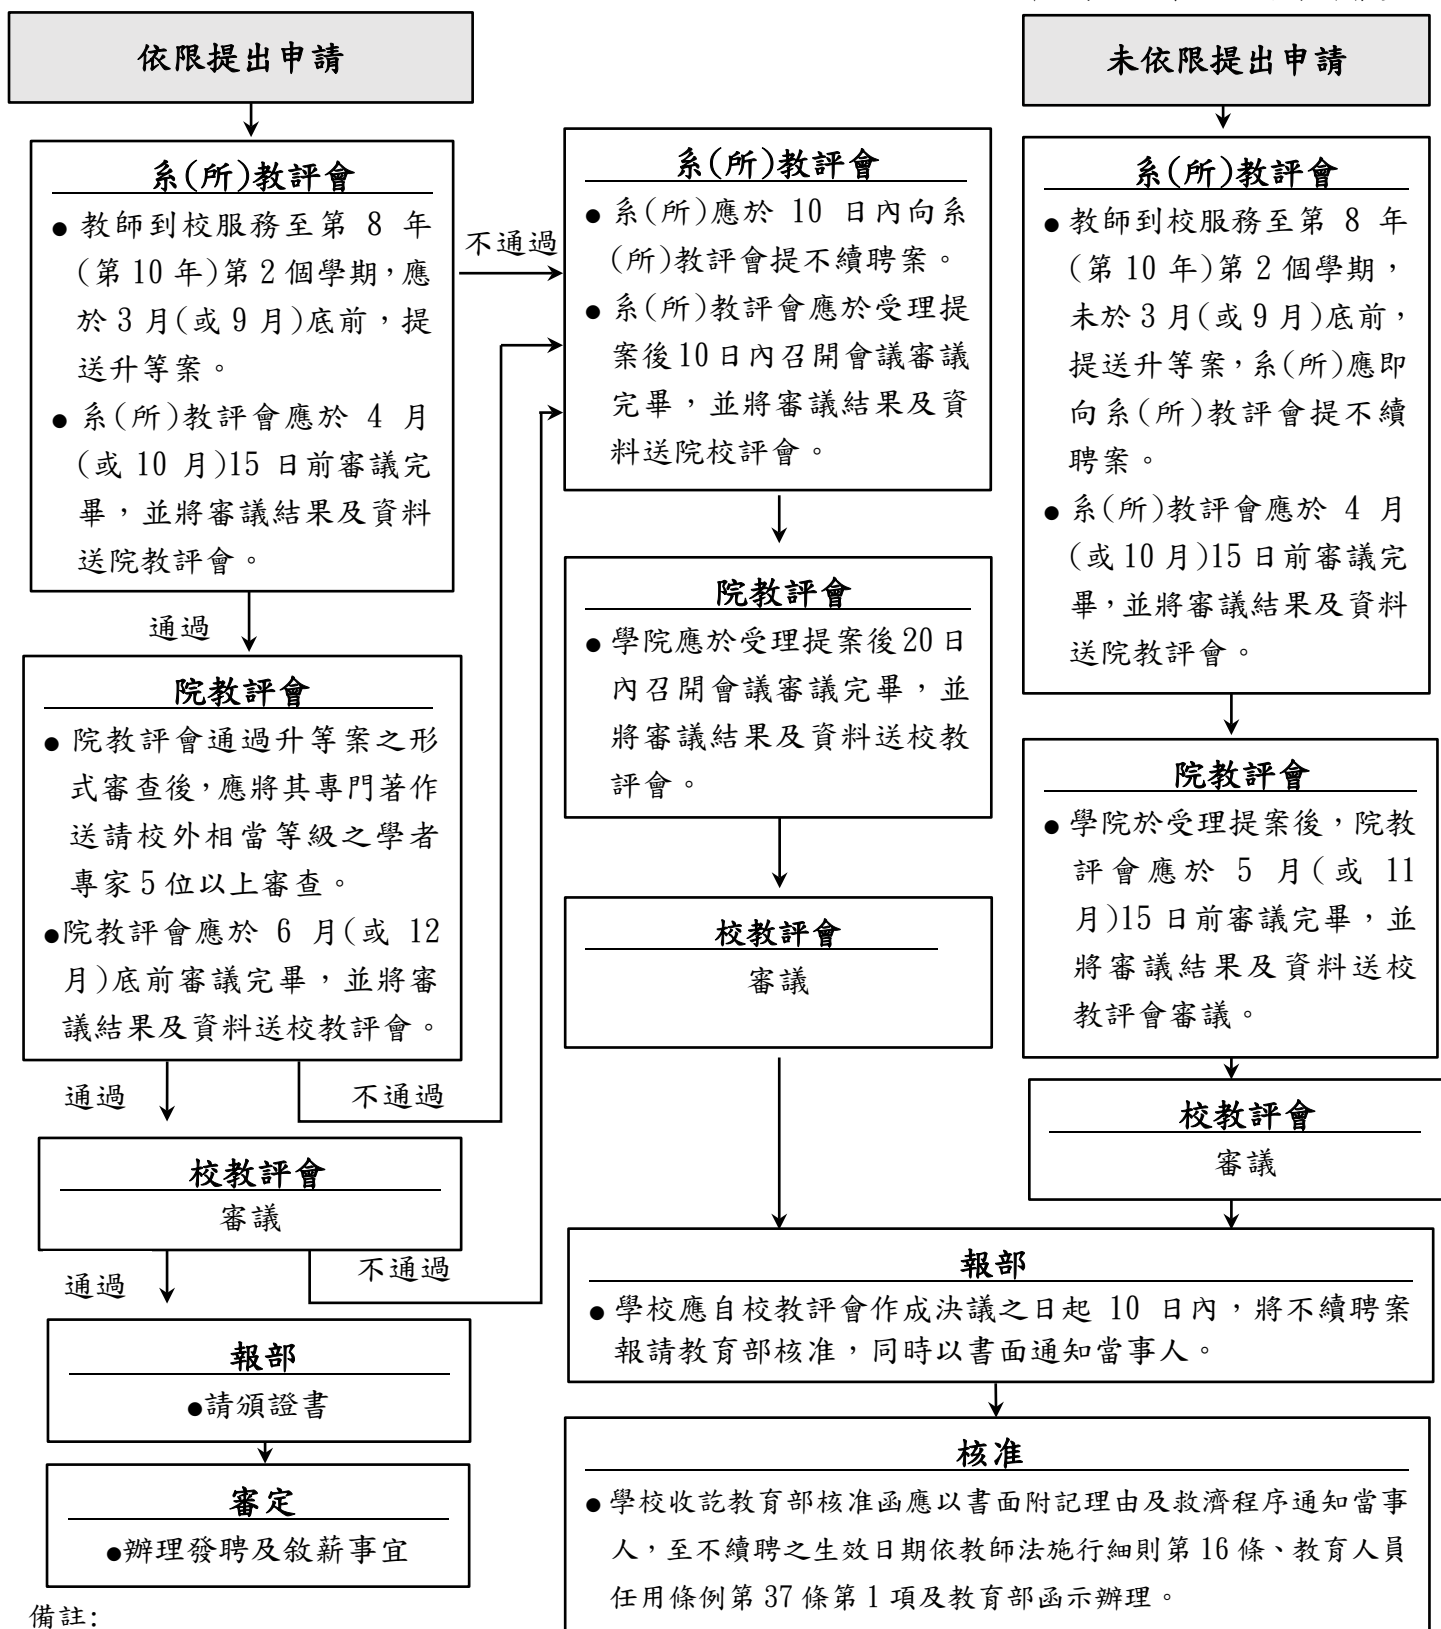 依限提出申請
系(所)教評會
● 教師到校服務至第 8 年
(第 10 年)第 2 個學期,應
於 3 月(或 9 月)底前，提
送升等案。
● 系(所)教評會應於 4 月
(或 10 月)15 日前審議完
畢，並將審議結果及資料
送院教評會。
通過
不通過
院教評會
● 院教評會通過升等案之形
式審查後,應將其專門著作
送請校外相當等級之學者
專家 5 位以上審查。
●院教評會應於 6 月(或 12
月)底前審議完畢，並將審
議結果及資料送校教評會。
通過
不通過
校教評會
審議
通過
不通過
報部
●請頒證書
審定
●辦理發聘及敘薪事宜
備註:
系(所)教評會
● 系(所)應於 10 日內向系
(所)教評會提不續聘案。
● 系(所)教評會應於受理提
案後10日內召開會議審議
完畢，並將審議結果及資
料送院校評會。
院教評會
● 學院應於受理提案後 20 日
內召開會議審議完畢，並
將審議結果及資料送校教
評會。
校教評會
審議
未依限提出申請
系(所)教評會
● 教師到校服務至第 8 年
(第 10 年)第 2 個學期，
未於 3 月(或 9 月)底前，
提送升等案,系(所)應即
向系(所)教評會提不續
聘案。
● 系(所)教評會應於 4 月
(或 10 月)15 日前審議完
畢,並將審議結果及資料
送院教評會。
院教評會
● 學院於受理提案後，院教
評會應於 5 月(或 11
月)15 日前審議完畢，並
將審議結果及資料送校
教評會審議。
校教評會
審議
報部
● 學校應自校教評會作成決議之日起 10 日內，將不續聘案
報請教育部核准，同時以書面通知當事人。
核准
● 學校收訖教育部核准函應以書面附記理由及救濟程序通知當事
人，至不續聘之生效日期依教師法施行細則第 16 條、教育人員
任用條例第 37 條第 1 項及教育部函示辦理。